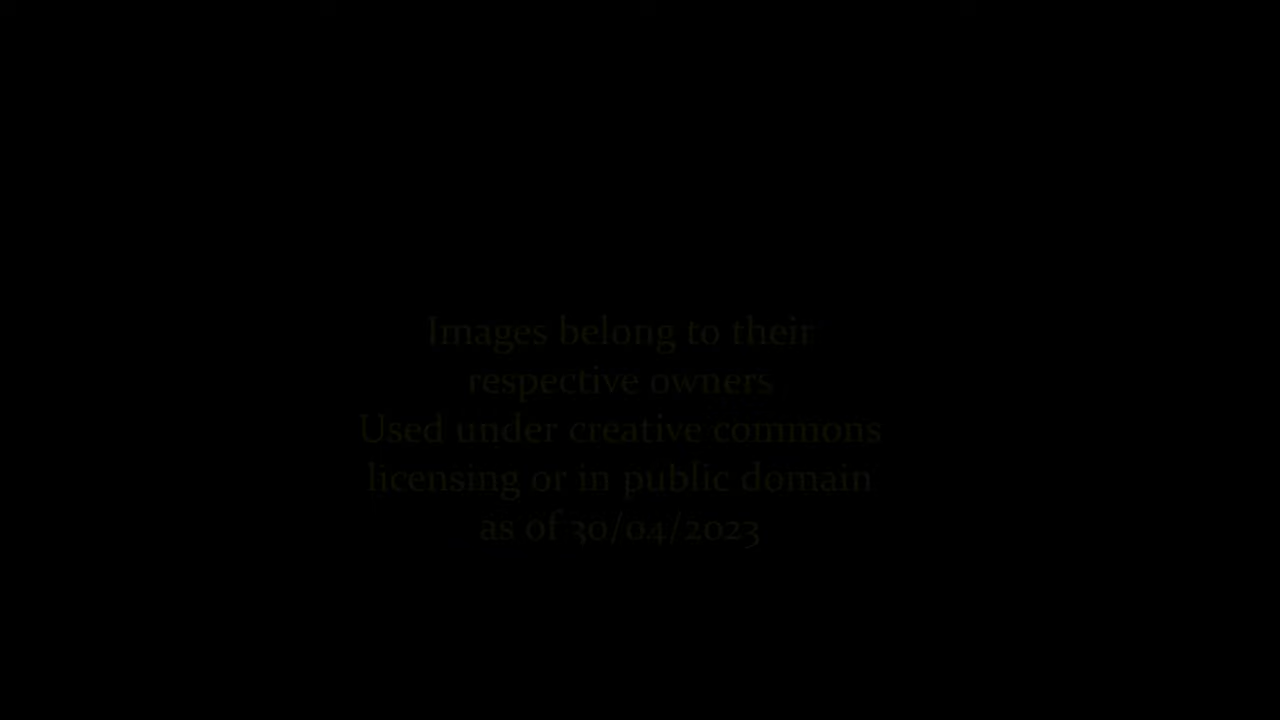 Images belong to their
respective owners
Used under creative commons
licensing or in public domain
as of 30/04/2023